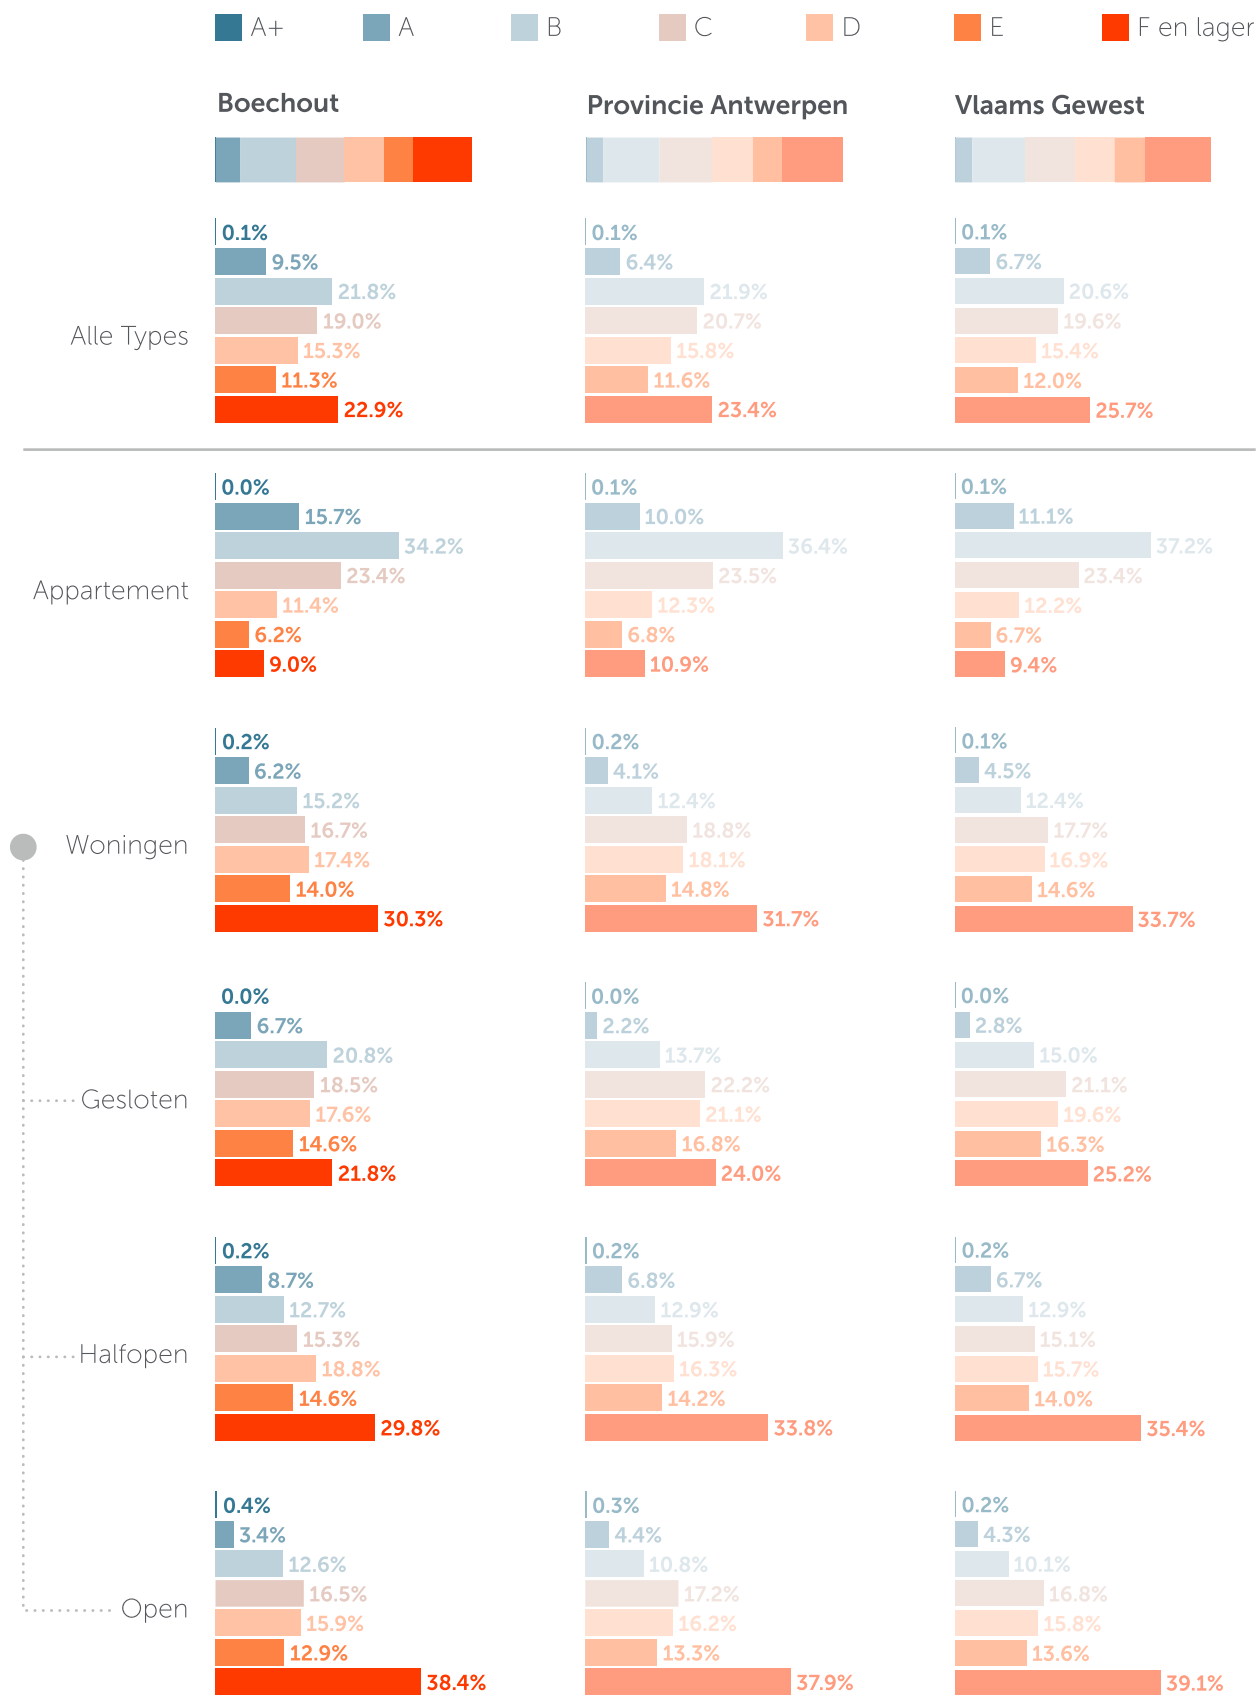 A+ A B C D E F en lager
Boechout Provincie Antwerpen Vlaams Gewest
Alle Types
0.1% 0.1% 0.1%
9.5% 6.4% 6.7%
21.8% 21.9% 20.6%
19.0% 20.7% 19.6%
15.3% 15.8% 15.4%
11.3% 11.6% 12.0%
22.9% 23.4% 25.7%
Appartement
0.0% 0.1% 0.1%
15.7% 10.0% 11.1%
34.2% 36.4% 37.2%
23.4% 23.5% 23.4%
11.4% 12.3% 12.2%
6.2% 6.8% 6.7%
9.0% 10.9% 9.4%
Woningen
0.2% 0.2% 0.1%
6.2% 4.1% 4.5%
15.2% 12.4% 12.4%
16.7% 18.8% 17.7%
17.4% 18.1% 16.9%
14.0% 14.8% 14.6%
30.3% 31.7% 33.7%
Gesloten
0.0% 0.0% 0.0%
6.7% 2.2% 2.8%
20.8% 13.7% 15.0%
18.5% 22.2% 21.1%
17.6% 21.1% 19.6%
14.6% 16.8% 16.3%
21.8% 24.0% 25.2%
Halfopen
0.2% 0.2% 0.2%
8.7% 6.8% 6.7%
12.7% 12.9% 12.9%
15.3% 15.9% 15.1%
18.8% 16.3% 15.7%
14.6% 14.2% 14.0%
29.8% 33.8% 35.4%
Open
0.4% 0.3% 0.2%
3.4% 4.4% 4.3%
12.6% 10.8% 10.1%
16.5% 17.2% 16.8%
15.9% 16.2% 15.8%
12.9% 13.3% 13.6%
38.4% 37.9% 39.1%